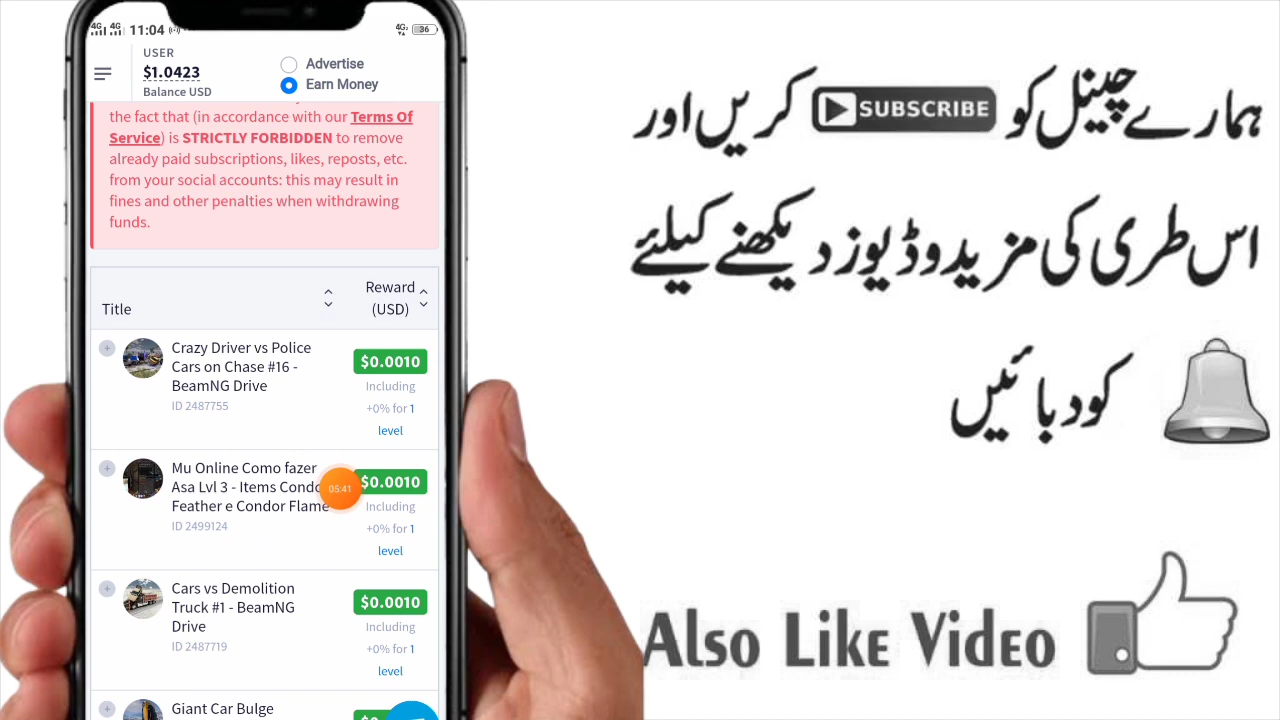 4G 4G 11:04 4G 36
USER
$1.0423
Balance USD
Advertise
Earn Money
the fact that (in accordance with our Terms Of
Service) is STRICTLY FORBIDDEN to remove
already paid subscriptions, likes, reposts, etc.
from your social accounts: this may result in
fines and other penalties when withdrawing
funds.
Title
Reward
(USD)
Crazy Driver vs Police
Cars on Chase #16 -
BeamNG Drive
ID 2487755
$0.0010
Including
+0% for 1
level
Mu Online Como fazer
Asa Lvl 3 - Items Condo
Feather e Condor Flame
ID 2499124
05:41
$0.0010
Including
+0% for 1
level
Cars vs Demolition
Truck #1 - BeamNG
Drive
ID 2487719
$0.0010
Including
+0% for 1
level
Giant Car Bulge
ہمارے چینل کو SUBSCRIBE کریں اور
اس طری کی مزید وڈیوز دیکھنے کیلئے
کو دبائیں
Also Like Video